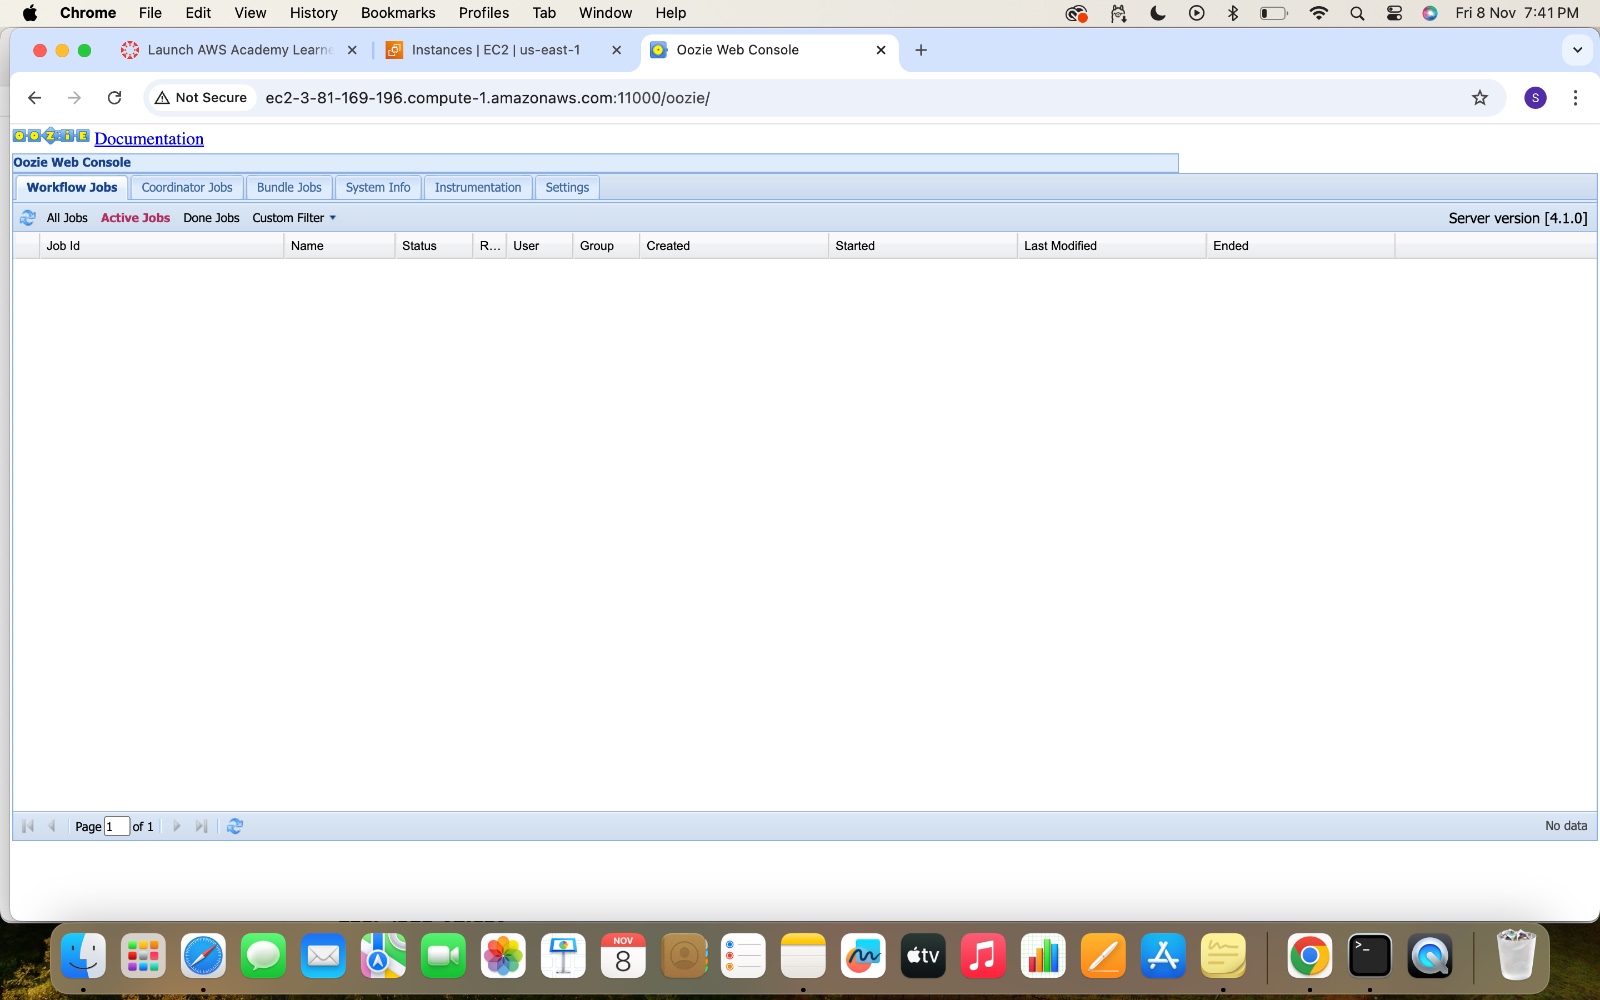 Chrome File Edit View History Bookmarks Profiles Tab Window Help Fri 8 Nov 7:41 PM
Launch AWS Academy Learne Instances | EC2 | us-east-1 Oozie Web Console
Not Secure ec2-3-81-169-196.compute-1.amazonaws.com:11000/oozie/ S
OOZIE Documentation
Oozie Web Console
Workflow Jobs Coordinator Jobs Bundle Jobs System Info Instrumentation Settings
All Jobs Active Jobs Done Jobs Custom Filter Server version [4.1.0]
Job Id Name Status R... User Group Created Started Last Modified Ended
Page 1 of 1 No data
NOV
8
tv